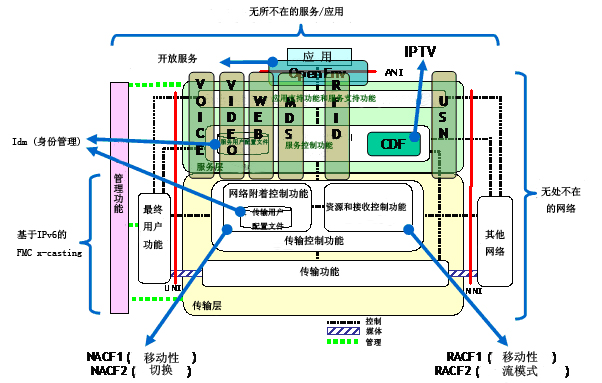 无所不在的服务/应用
开放服务
应 用
IPTV
OpenEnv
ANI
VOICE
VIDEO
WEB
MDS
RFID
USN
应用支持功能和服务支持功能
服务用户配置文件
服务控制功能
CDF
服务层
Idm (身份管理)
管理功能
网络附着控制功能
传输用户
配置文件
资源和接收控制功能
传输控制功能
无处不在
的网络
最终
用户
功能
其他
网络
基于IPv6的
FMC x-casting
传输功能
UNI
NNI
传输层
控制
媒体
管理
NACF1 ( 移动性 )
NACF2 ( 切换 )
RACF1 ( 移动性 )
RACF2 ( 流模式 )